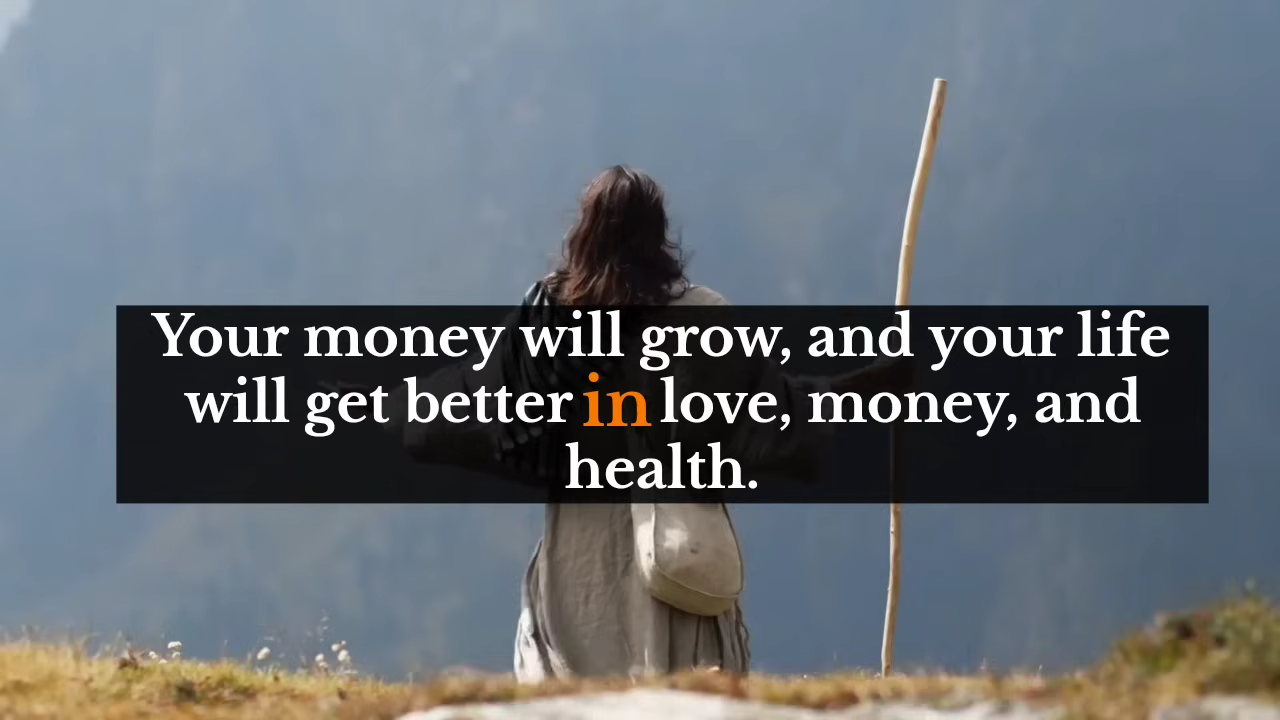 Your money will grow, and your life
will get better in love, money, and
health.